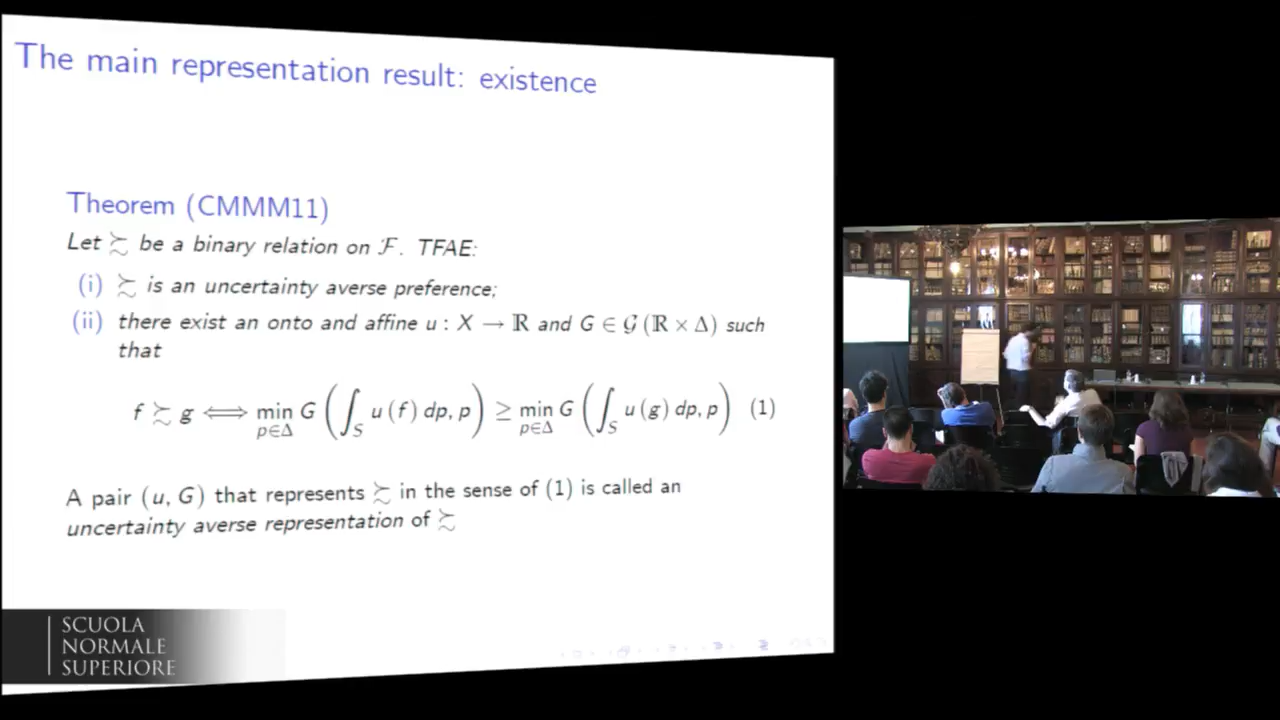 The main representation result: existence
Theorem (CMMM11)
Let ≿ be a binary relation on ℱ. TFAE:
(i) ≿ is an uncertainty averse preference;
(ii) there exist an onto and affine u : X → ℝ and G ∈ 𝒢 (ℝ × Δ) such
that
f ≿ g ⟺ min_{p∈Δ} G (∫_S u (f) dp, p) ≥ min_{p∈Δ} G (∫_S u (g) dp, p) (1)
A pair (u, G) that represents ≿ in the sense of (1) is called an
uncertainty averse representation of ≿
SCUOLA
NORMALE
SUPERIORE